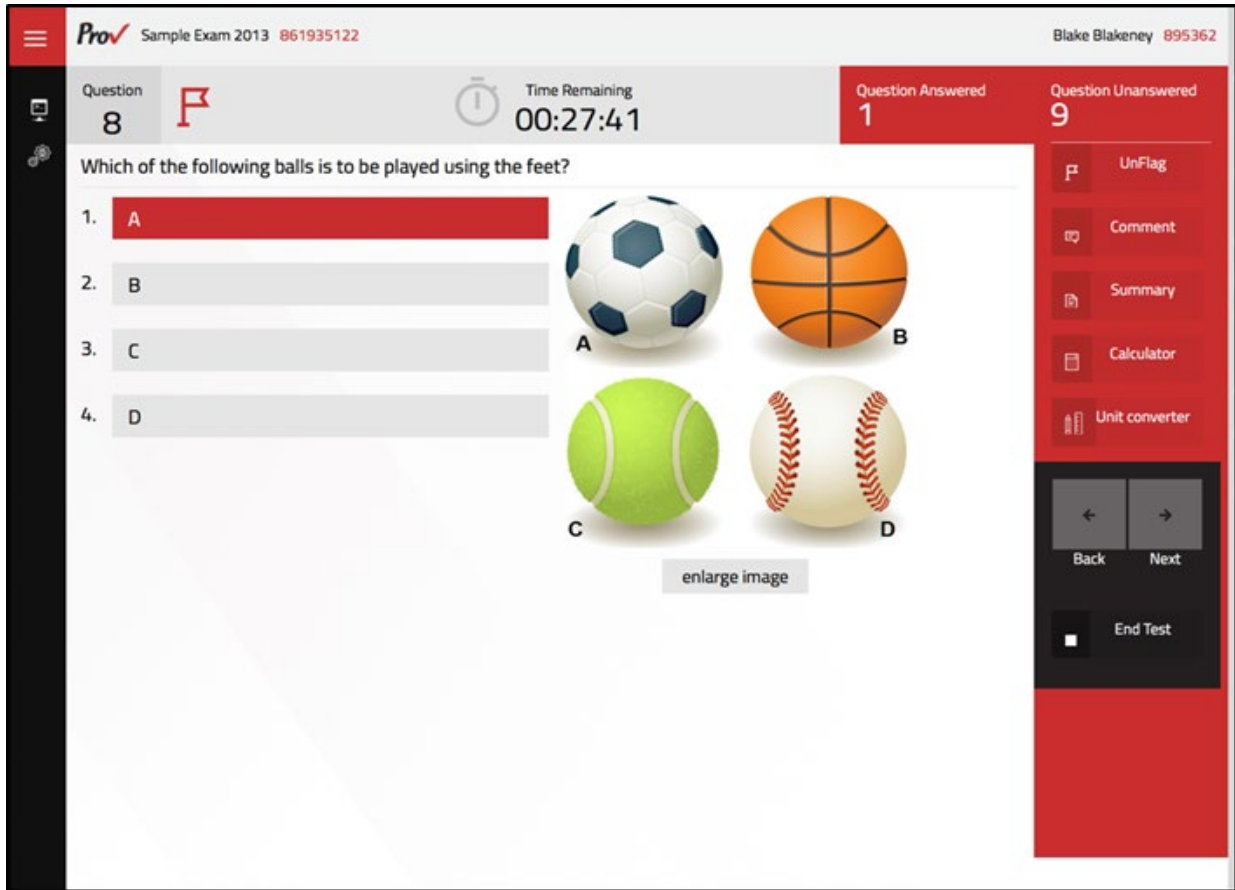 Prov Sample Exam 2013 861935122
Blake Blakeney 895362
Question
8
Time Remaining
00:27:41
Question Answered
1
Question Unanswered
9
Which of the following balls is to be played using the feet?
1. A
2. B
3. C
4. D
A
B
C
D
enlarge image
UnFlag
Comment
Summary
Calculator
Unit converter
Back
Next
End Test